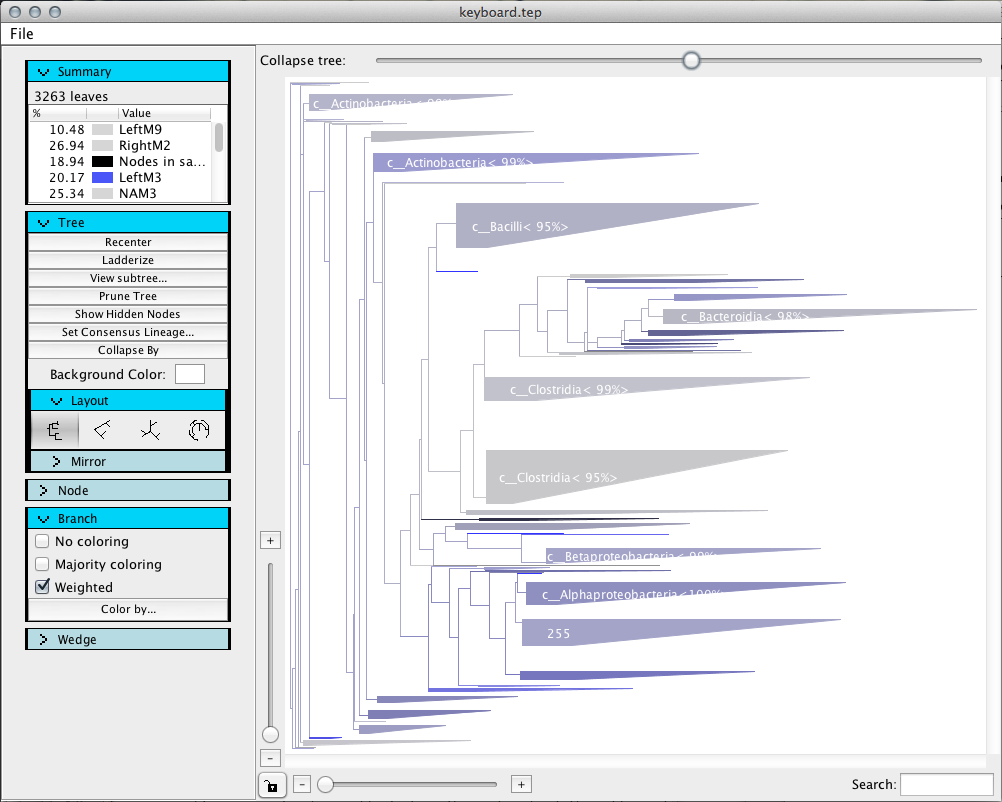 keyboard.tep
File
Collapse tree:
Summary
3263 leaves
% Value
10.48 LeftM9
26.94 RightM2
18.94 Nodes in sa...
20.17 LeftM3
25.34 NAM3
Tree
Recenter
Ladderize
View subtree...
Prune Tree
Show Hidden Nodes
Set Consensus Lineage...
Collapse By
Background Color:
Layout
Mirror
Node
Branch
No coloring
Majority coloring
Weighted
Color by...
Wedge
c__Actinobacteria< 99%>
c__Actinobacteria< 99%>
c__Bacilli< 95%>
c__Bacteroidia< 98%>
c__Clostridia< 99%>
c__Clostridia< 95%>
c__Betaproteobacteria< 99%
c__Alphaproteobacteria<100%
255
+
-
-
+
Search: